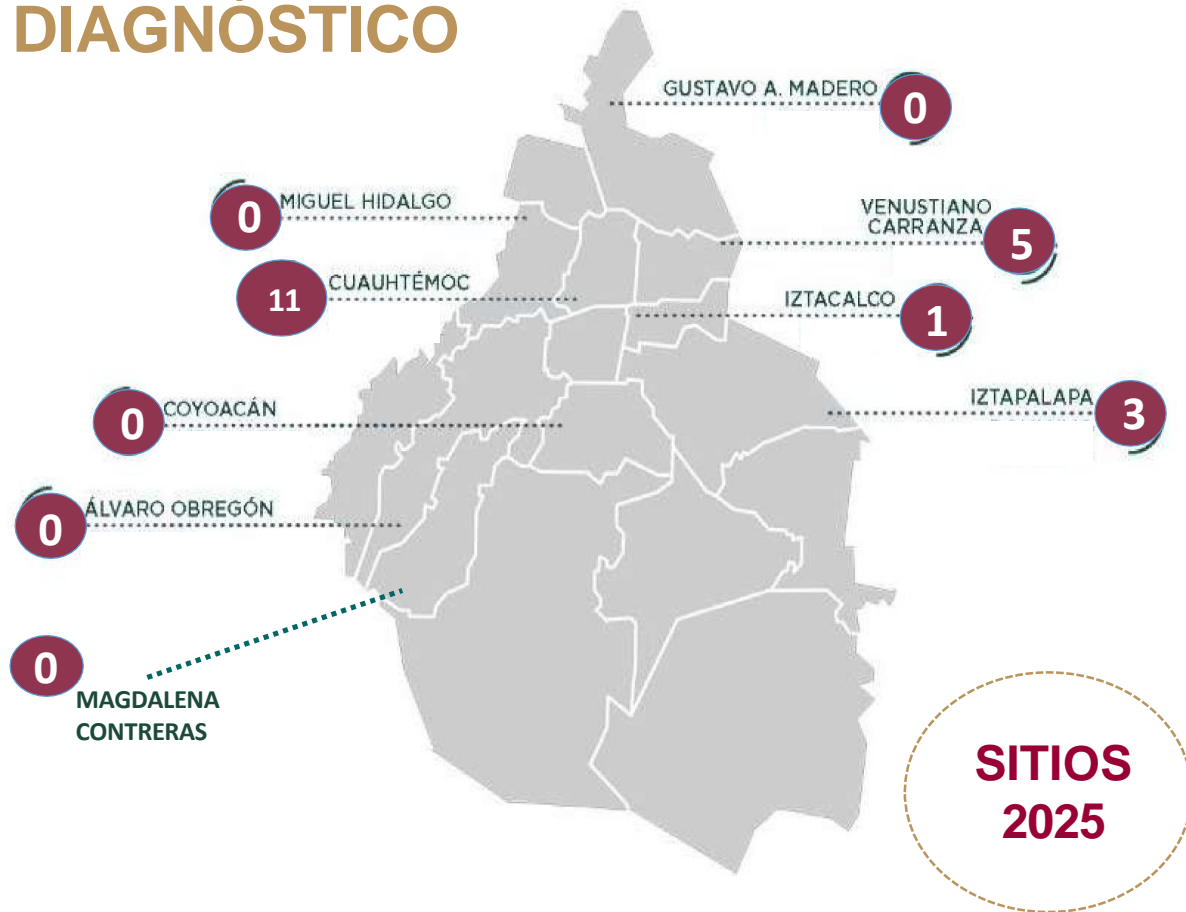 DIAGNÓSTICO
GUSTAVO A. MADERO
0
0
MIGUEL HIDALGO
VENUSTIANO
CARRANZA
5
11
CUAUHTÉMOC
IZTACALCO
1
0
COYOACÁN
IZTAPALAPA
3
0
ÁLVARO OBREGÓN
0
MAGDALENA
CONTRERAS
SITIOS
2025